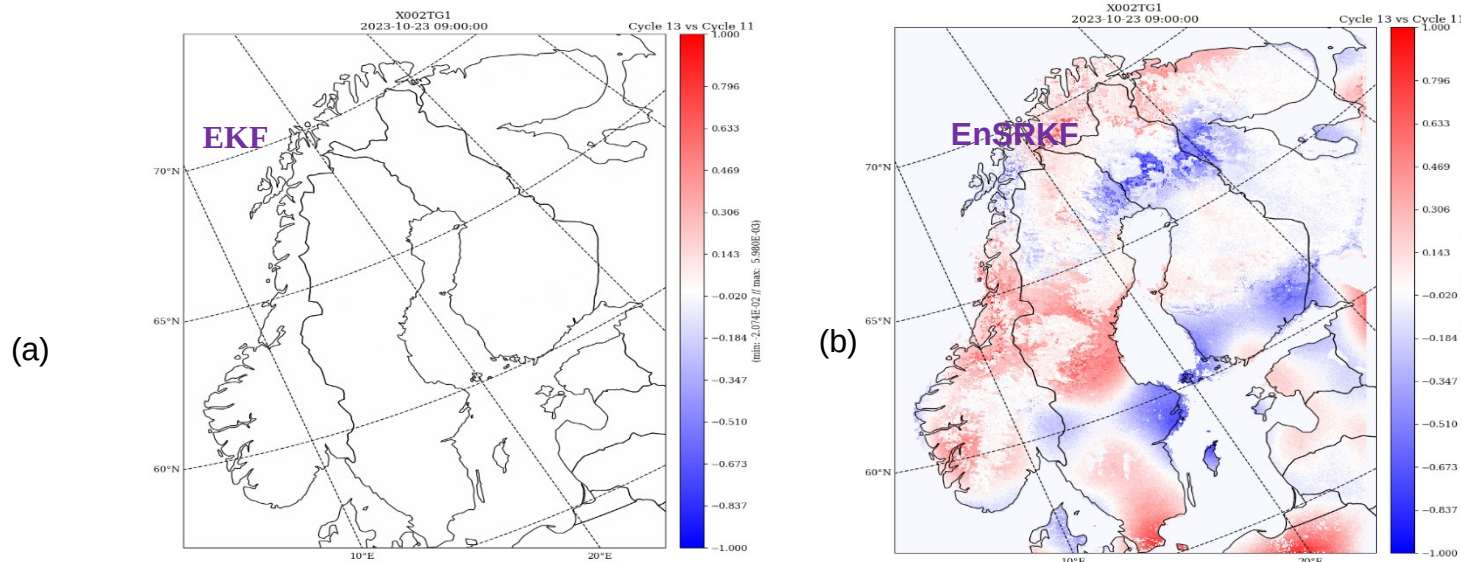 X002TG1
2023-10-23 09:00:00
Cycle 13 vs Cycle 11
EKF
(a)
70°N
65°N
60°N
10°E
20°E
1.000
0.796
0.633
0.469
0.306
0.143
−0.020
−0.184
−0.347
−0.510
−0.673
−0.837
−1.000
(min: -2.074E-02 // max: 5.980E-03)
X002TG1
2023-10-23 09:00:00
Cycle 13 vs Cycle 11
EnSRKF
(b)
70°N
65°N
60°N
10°E
20°E
1.000
0.796
0.633
0.469
0.306
0.143
−0.020
−0.184
−0.347
−0.510
−0.673
−0.837
−1.000